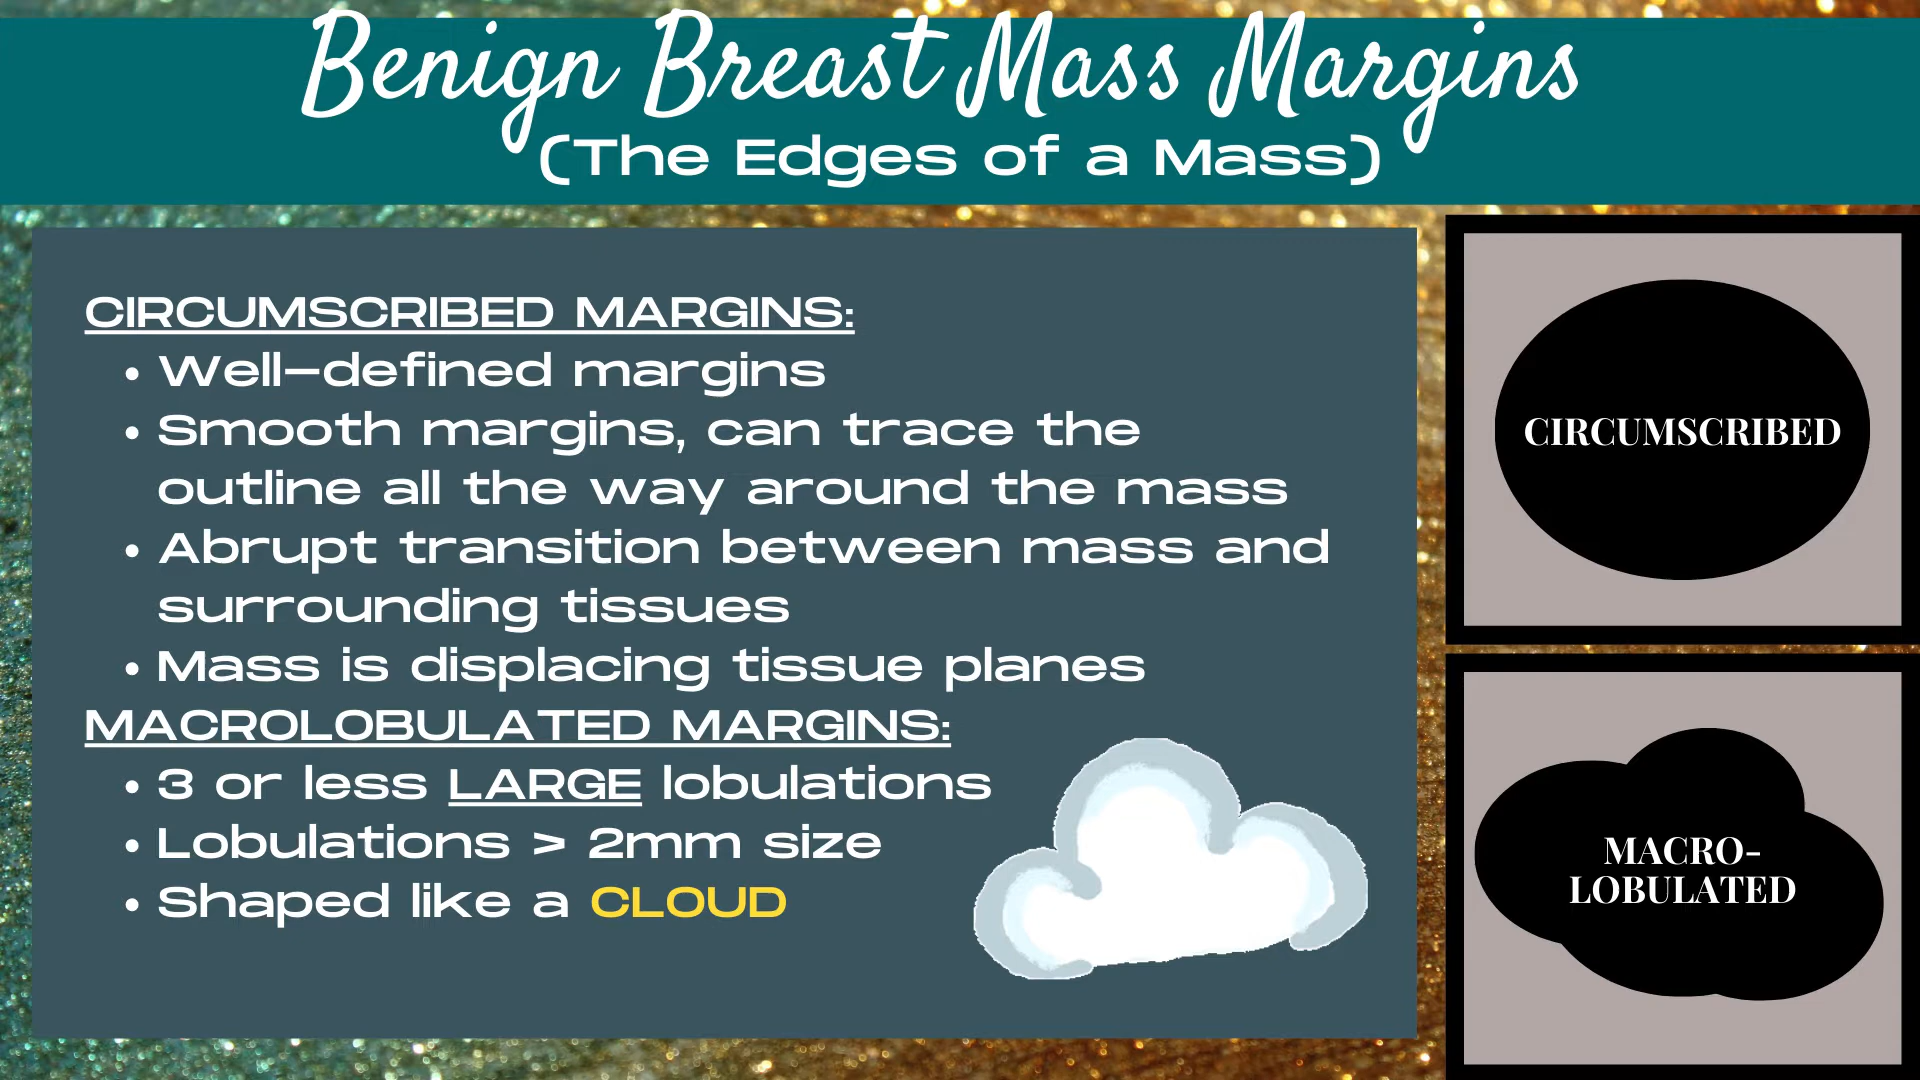 Benign Breast Mass Margins
(The Edges of a Mass)
CIRCUMSCRIBED MARGINS:
• Well-defined margins
• Smooth margins, can trace the
outline all the way around the mass
• Abrupt transition between mass and
surrounding tissues
• Mass is displacing tissue planes
MACROLOBULATED MARGINS:
• 3 or less LARGE lobulations
• Lobulations > 2mm size
• Shaped like a CLOUD
CIRCUMSCRIBED
MACRO-
LOBULATED